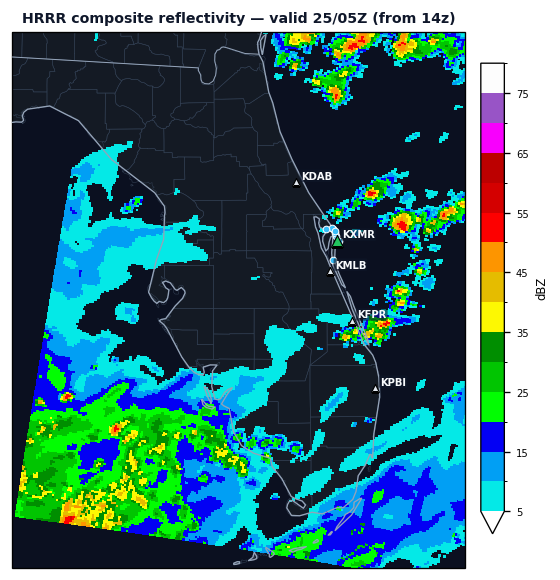 HRRR composite reflectivity — valid 25/05Z (from 14z)
KDAB
KXMR
KMLB
KFPR
KPBI
75
65
55
45
35
25
15
5
dBZ